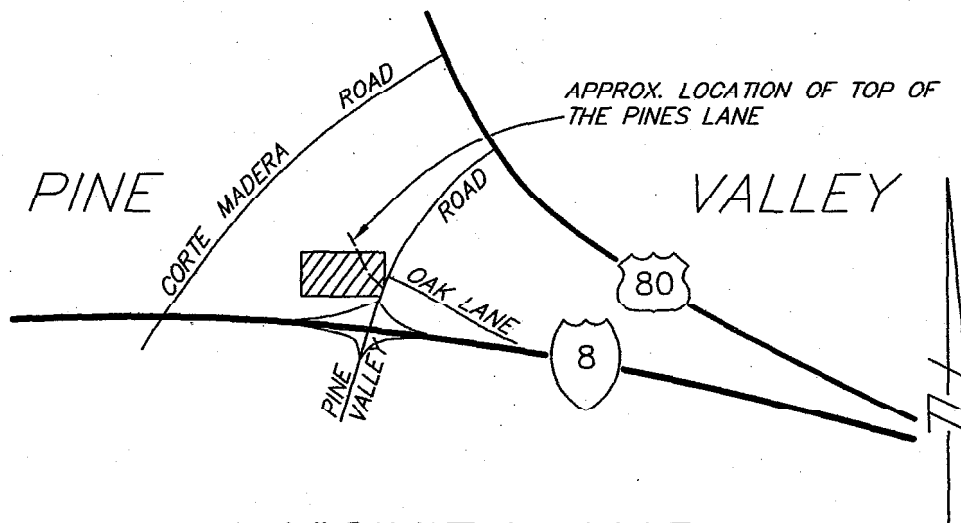 CORTE MADERA ROAD
APPROX. LOCATION OF TOP OF
THE PINES LANE
PINE VALLEY
ROAD
OAK LANE
80
8
PINE
VALLEY